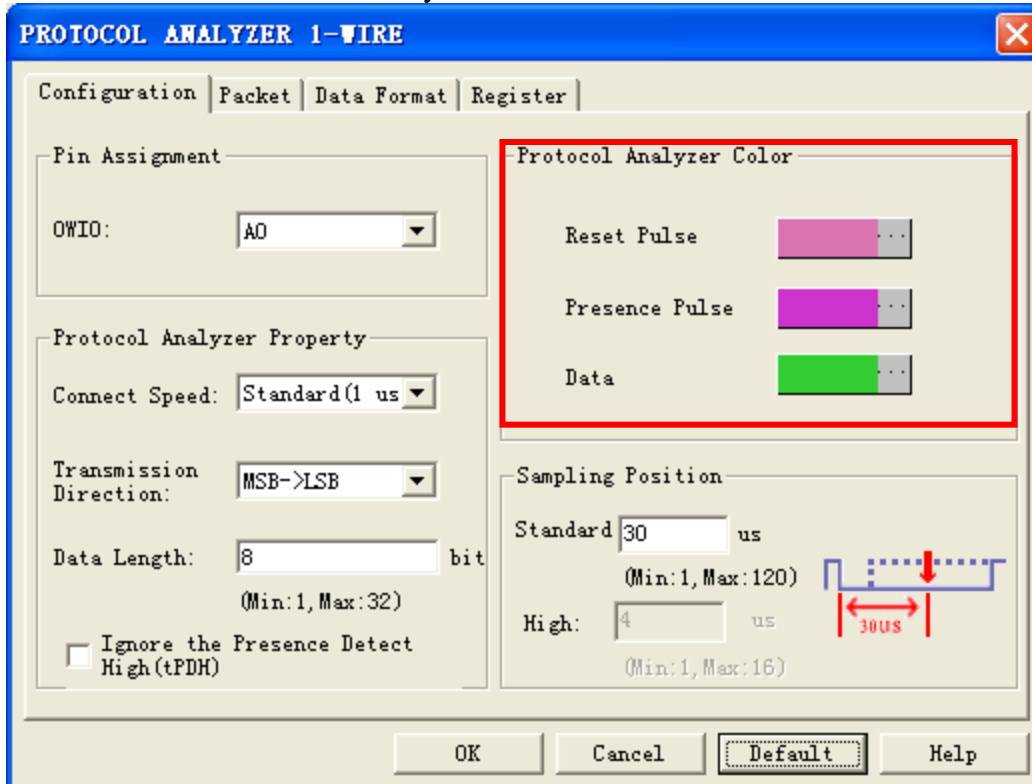 PROTOCOL ANALYZER 1-WIRE
Configuration Packet Data Format Register
Pin Assignment
OWIO: A0
Protocol Analyzer Property
Connect Speed: Standard(1 us
Transmission
Direction: MSB->LSB
Data Length: 8 bit
(Min:1,Max:32)
Ignore the Presence Detect
High(tPDH)
Protocol Analyzer Color
Reset Pulse ...
Presence Pulse ...
Data ...
Sampling Position
Standard 30 us
(Min:1,Max:120)
High: 4 us
(Min:1,Max:16)
30US
OK Cancel Default Help